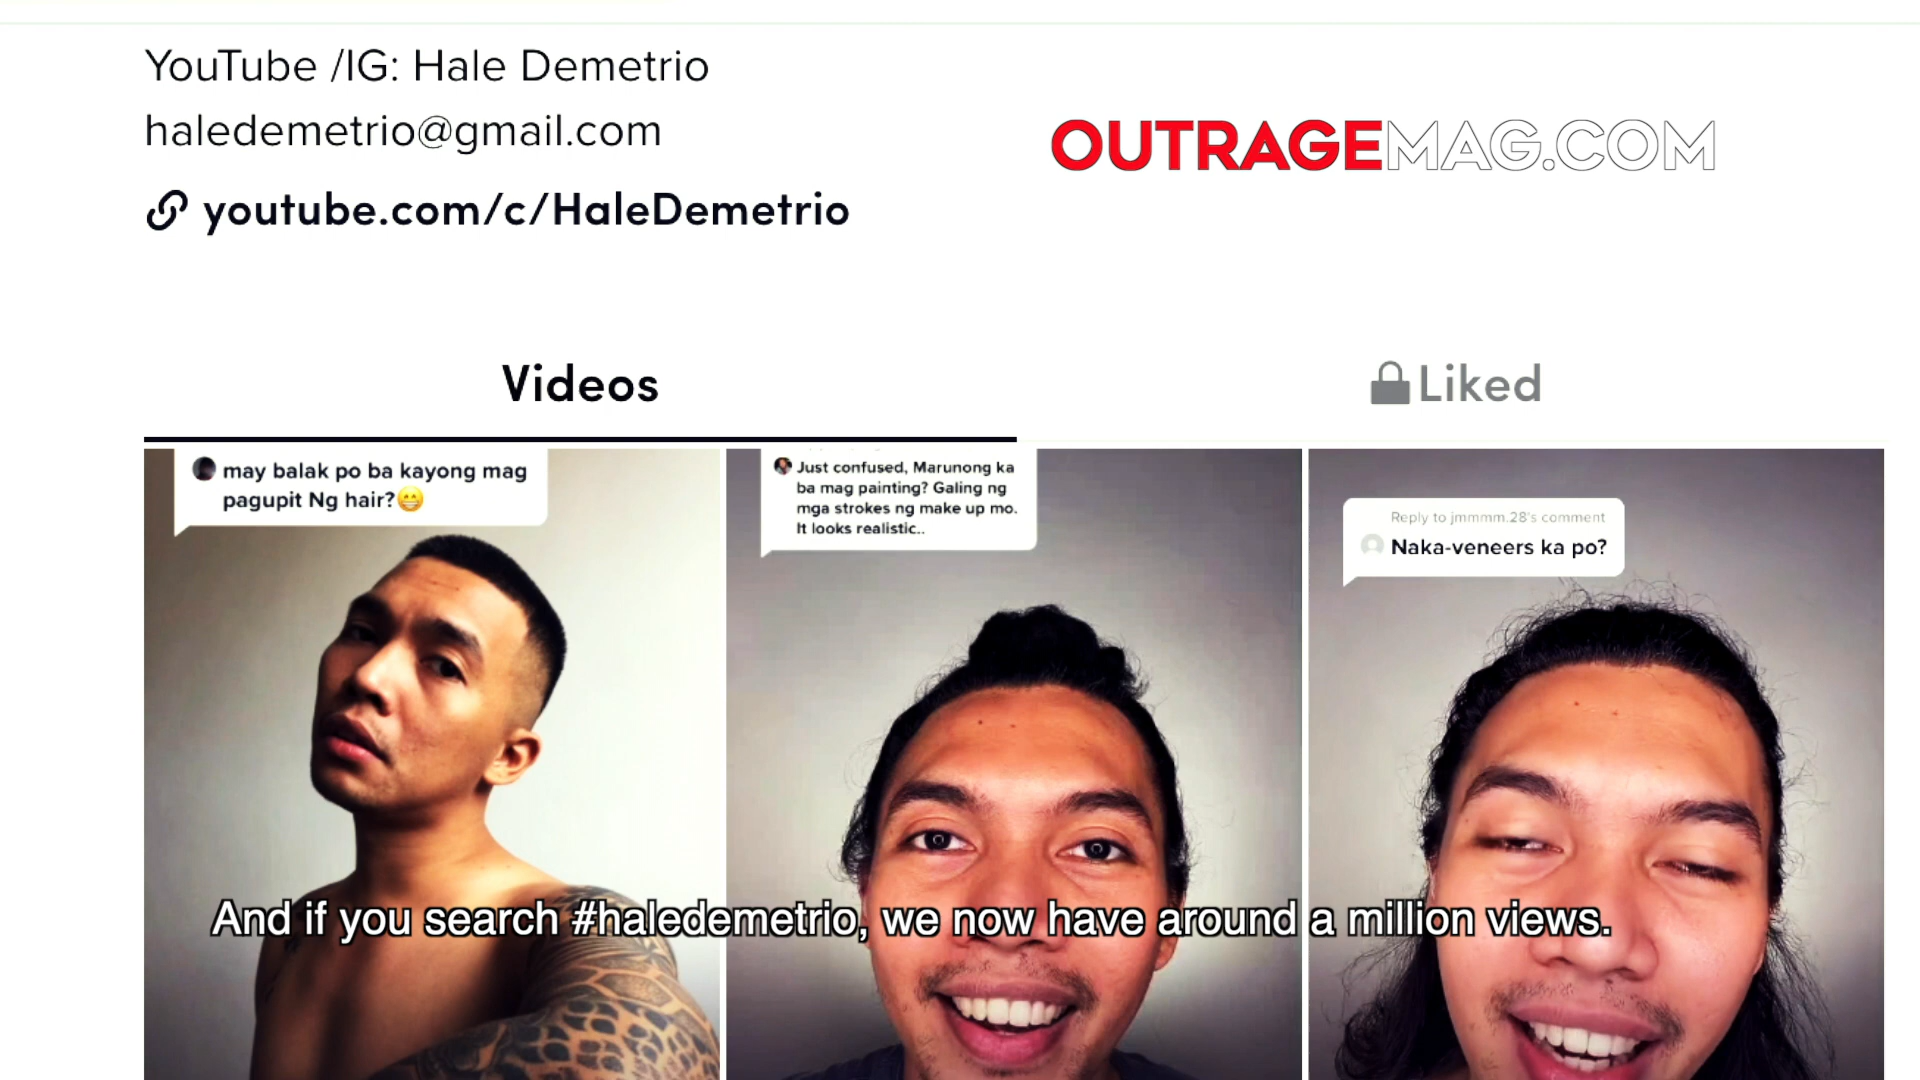 YouTube /IG: Hale Demetrio
haledemetrio@gmail.com
youtube.com/c/HaleDemetrio
OUTRAGEMAG.COM
Videos
Liked
may balak po ba kayong mag
pagupit Ng hair?😁
Just confused, Marunong ka
ba mag painting? Galing ng
mga strokes ng make up mo.
It looks realistic..
Reply to jmmmm.28's comment
Naka-veneers ka po?
And if you search #haledemetrio, we now have around a million views.